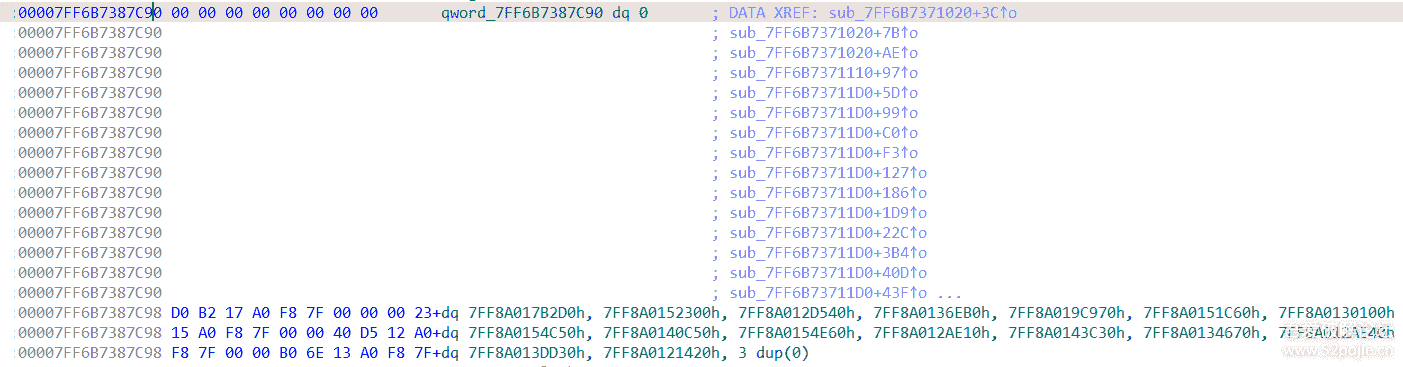 :00007FF6B7387C90 00 00 00 00 00 00 00 00 qword_7FF6B7387C90 dq 0 ; DATA XREF: sub_7FF6B7371020+3C↑o
:00007FF6B7387C90 ; sub_7FF6B7371020+7B↑o
:00007FF6B7387C90 ; sub_7FF6B7371020+AE↑o
:00007FF6B7387C90 ; sub_7FF6B7371110+97↑o
:00007FF6B7387C90 ; sub_7FF6B73711D0+5D↑o
:00007FF6B7387C90 ; sub_7FF6B73711D0+99↑o
:00007FF6B7387C90 ; sub_7FF6B73711D0+C0↑o
:00007FF6B7387C90 ; sub_7FF6B73711D0+F3↑o
:00007FF6B7387C90 ; sub_7FF6B73711D0+127↑o
:00007FF6B7387C90 ; sub_7FF6B73711D0+186↑o
:00007FF6B7387C90 ; sub_7FF6B73711D0+1D9↑o
:00007FF6B7387C90 ; sub_7FF6B73711D0+22C↑o
:00007FF6B7387C90 ; sub_7FF6B73711D0+3B4↑o
:00007FF6B7387C90 ; sub_7FF6B73711D0+40D↑o
:00007FF6B7387C90 ; sub_7FF6B73711D0+43F↑o ...
:00007FF6B7387C98 D0 B2 17 A0 F8 7F 00 00 00 23+dq 7FF8A017B2D0h, 7FF8A0152300h, 7FF8A012D540h, 7FF8A0136EB0h, 7FF8A019C970h, 7FF8A0151C60h, 7FF8A0130100h
:00007FF6B7387C98 15 A0 F8 7F 00 00 40 D5 12 A0+dq 7FF8A0154C50h, 7FF8A0140C50h, 7FF8A0154E60h, 7FF8A012AE10h, 7FF8A0143C30h, 7FF8A0134670h,
:00007FF6B7387C98 F8 7F 00 00 B0 6E 13 A0 F8 7F+dq 7FF8A013DD30h, 7FF8A0121420h, 3 dup(0)
www.52pojie.cn